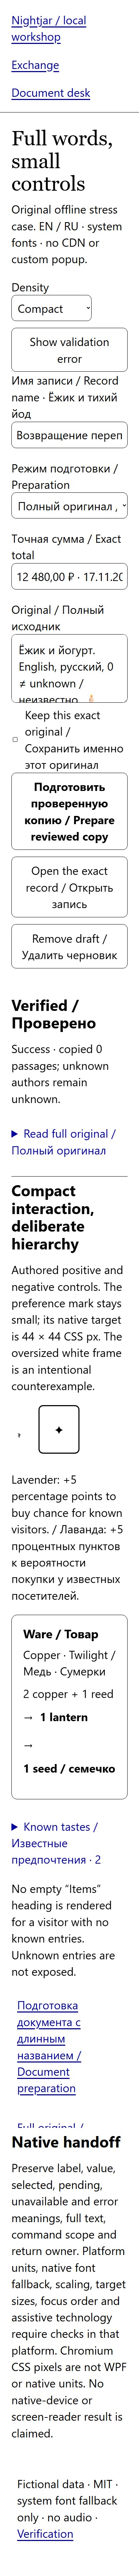 Nightjar / local
workshop
Exchange
Document desk
Full words,
small
controls
Original offline stress
case. EN / RU · system
fonts · no CDN or
custom popup.
Density
Compact
Show validation
error
Имя записи / Record
name · Ёжик и тихий
йод
Возвращение
Режим подготовки /
Preparation
Полный оригинал
Точная сумма / Exact
total
12 480,00 ₽ · 17.11.20
Original / Полный
исходник
Ёжик и йогурт.
English, русский, 0
≠ unknown /
неизвестно
Keep this exact
original /
Сохранить именно
этот оригинал
Подготовить
проверенную
копию / Prepare
reviewed copy
Open the exact
record / Открыть
запись
Remove draft /
Удалить черновик
Verified /
Проверено
Success · copied 0
passages; unknown
authors remain
unknown.
Read full original /
Полный оригинал
Compact
interaction,
deliberate
hierarchy
Authored positive and
negative controls. The
preference mark stays
small; its native target
is 44 × 44 CSS px. The
oversized white frame
is an intentional
counterexample.
Lavender: +5
percentage points to
buy chance for known
visitors. / Лаванда: +5
процентных пунктов
к вероятности
покупки у известных
посетителей.
Ware / Товар
Copper · Twilight /
Медь · Сумерки
2 copper + 1 reed
→ 1 lantern
→
1 seed / семечко
Known tastes /
Известные
предпочтения · 2
No empty “Items”
heading is rendered
for a visitor with no
known entries.
Unknown entries are
not exposed.
Подготовка
документа с
длинным
названием /
Document
preparation
Full original /
Native handoff
Preserve label, value,
selected, pending,
unavailable and error
meanings, full text,
command scope and
return owner. Platform
units, native font
fallback, scaling, target
sizes, focus order and
assistive technology
require checks in that
platform. Chromium
CSS pixels are not WPF
or native units. No
native-device or
screen-reader result is
claimed.
Fictional data · MIT ·
system font fallback
only · no audio ·
Verification